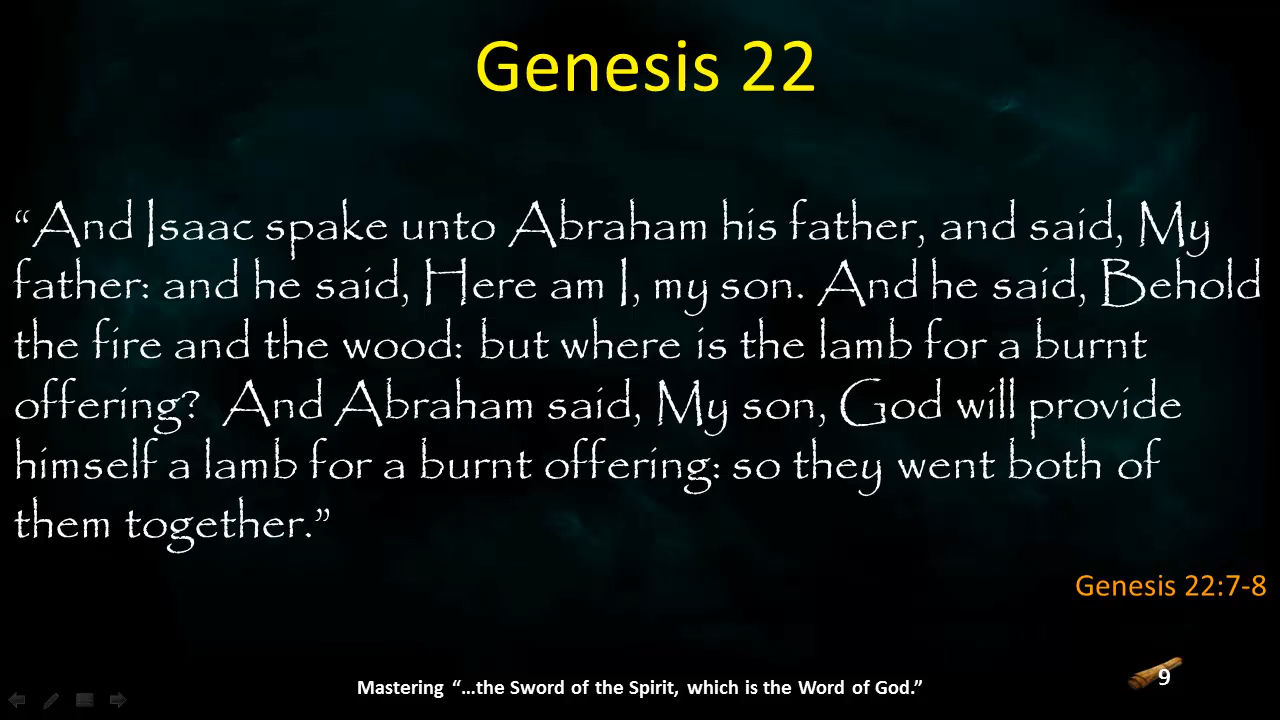 Genesis 22
“And Isaac spake unto Abraham his father, and said, My
father: and he said, Here am I, my son. And he said, Behold
the fire and the wood: but where is the lamb for a burnt
offering?  And Abraham said, My son, God will provide
himself a lamb for a burnt offering: so they went both of
them together.”
Genesis 22:7-8
Mastering “...the Sword of the Spirit, which is the Word of God.”
9